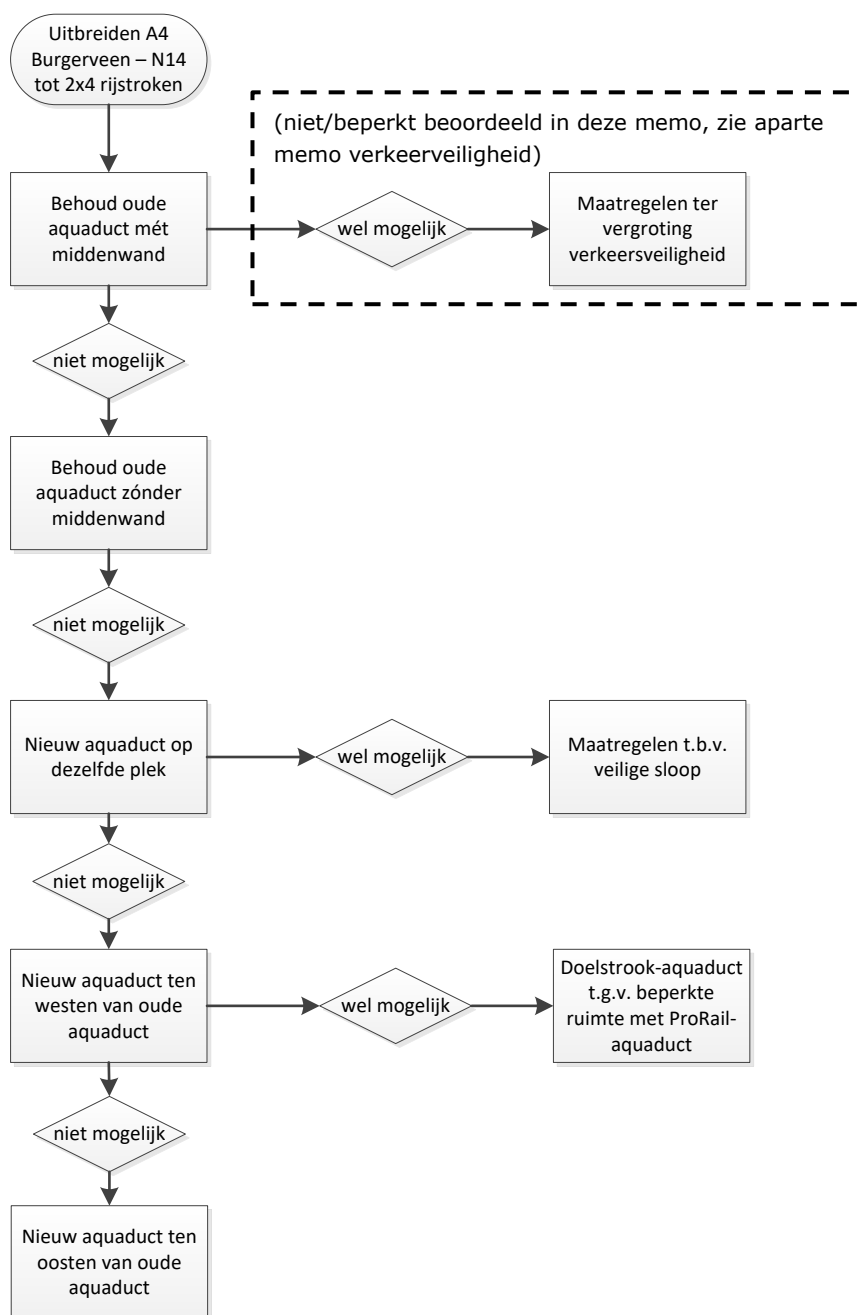 Uitbreiden A4
Burgerveen – N14
tot 2x4 rijstroken
(niet/beperkt beoordeeld in deze memo, zie aparte
memo verkeerveiligheid)
Behoud oude
aquaduct mét
middenwand
wel mogelijk
Maatregelen ter
vergroting
verkeersveiligheid
niet mogelijk
Behoud oude
aquaduct zónder
middenwand
niet mogelijk
Nieuw aquaduct op
dezelfde plek
wel mogelijk
Maatregelen t.b.v.
veilige sloop
niet mogelijk
Nieuw aquaduct ten
westen van oude
aquaduct
wel mogelijk
Doelstrook-aquaduct
t.g.v. beperkte
ruimte met ProRail-
aquaduct
niet mogelijk
Nieuw aquaduct ten
oosten van oude
aquaduct